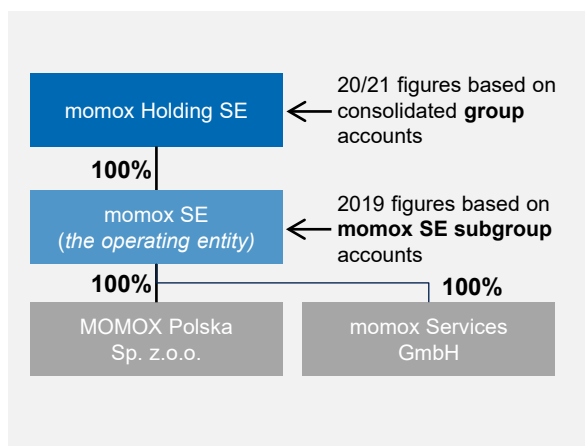 momox Holding SE
20/21 figures based on
consolidated group
accounts
100%
momox SE
(the operating entity)
2019 figures based on
momox SE subgroup
accounts
100%
100%
MOMOX Polska
Sp. z.o.o.
momox Services
GmbH